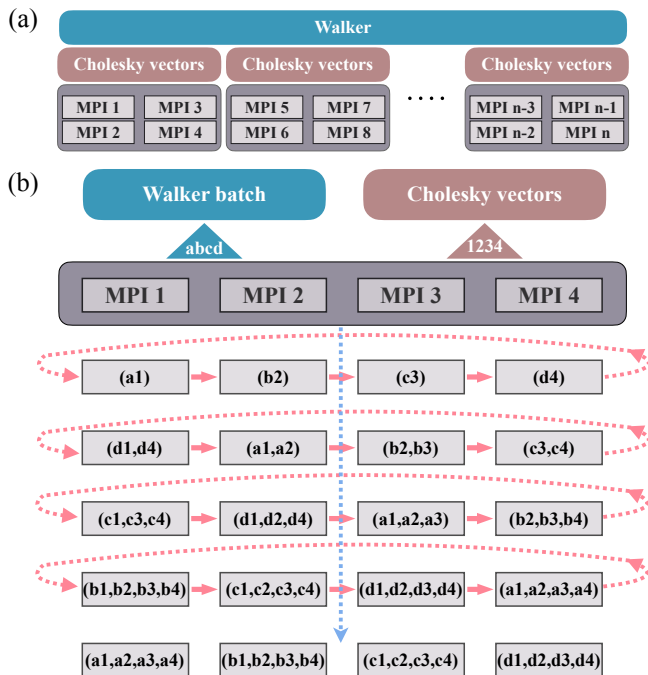 (a)
Walker
Cholesky vectors Cholesky vectors Cholesky vectors
MPI 1 MPI 3 MPI 5 MPI 7 .... MPI n-3 MPI n-1
MPI 2 MPI 4 MPI 6 MPI 8 MPI n-2 MPI n
(b)
Walker batch Cholesky vectors
abcd 1234
MPI 1 MPI 2 MPI 3 MPI 4
(a1) (b2) (c3) (d4)
(d1,d4) (a1,a2) (b2,b3) (c3,c4)
(c1,c3,c4) (d1,d2,d4) (a1,a2,a3) (b2,b3,b4)
(b1,b2,b3,b4) (c1,c2,c3,c4) (d1,d2,d3,d4) (a1,a2,a3,a4)
(a1,a2,a3,a4) (b1,b2,b3,b4) (c1,c2,c3,c4) (d1,d2,d3,d4)